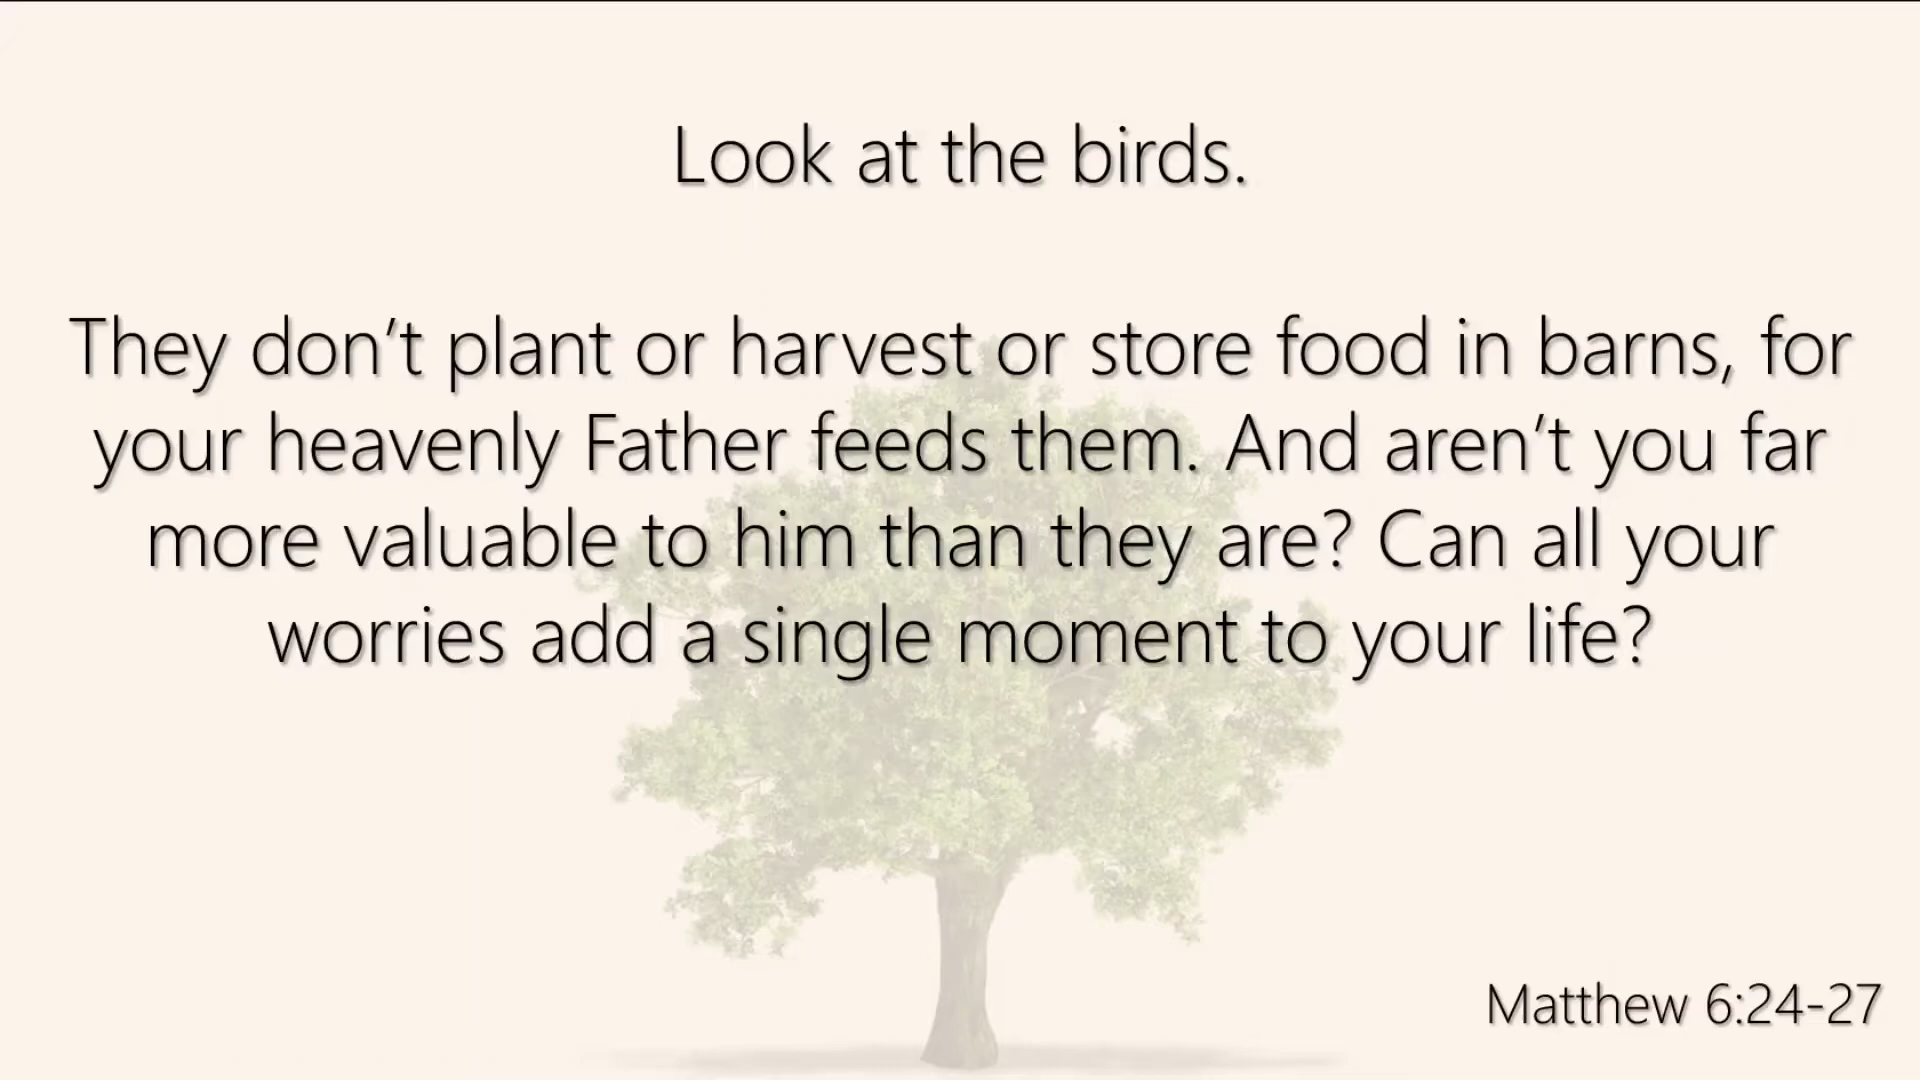 Look at the birds.
They don’t plant or harvest or store food in barns, for
your heavenly Father feeds them. And aren’t you far
more valuable to him than they are? Can all your
worries add a single moment to your life?
Matthew 6:24-27